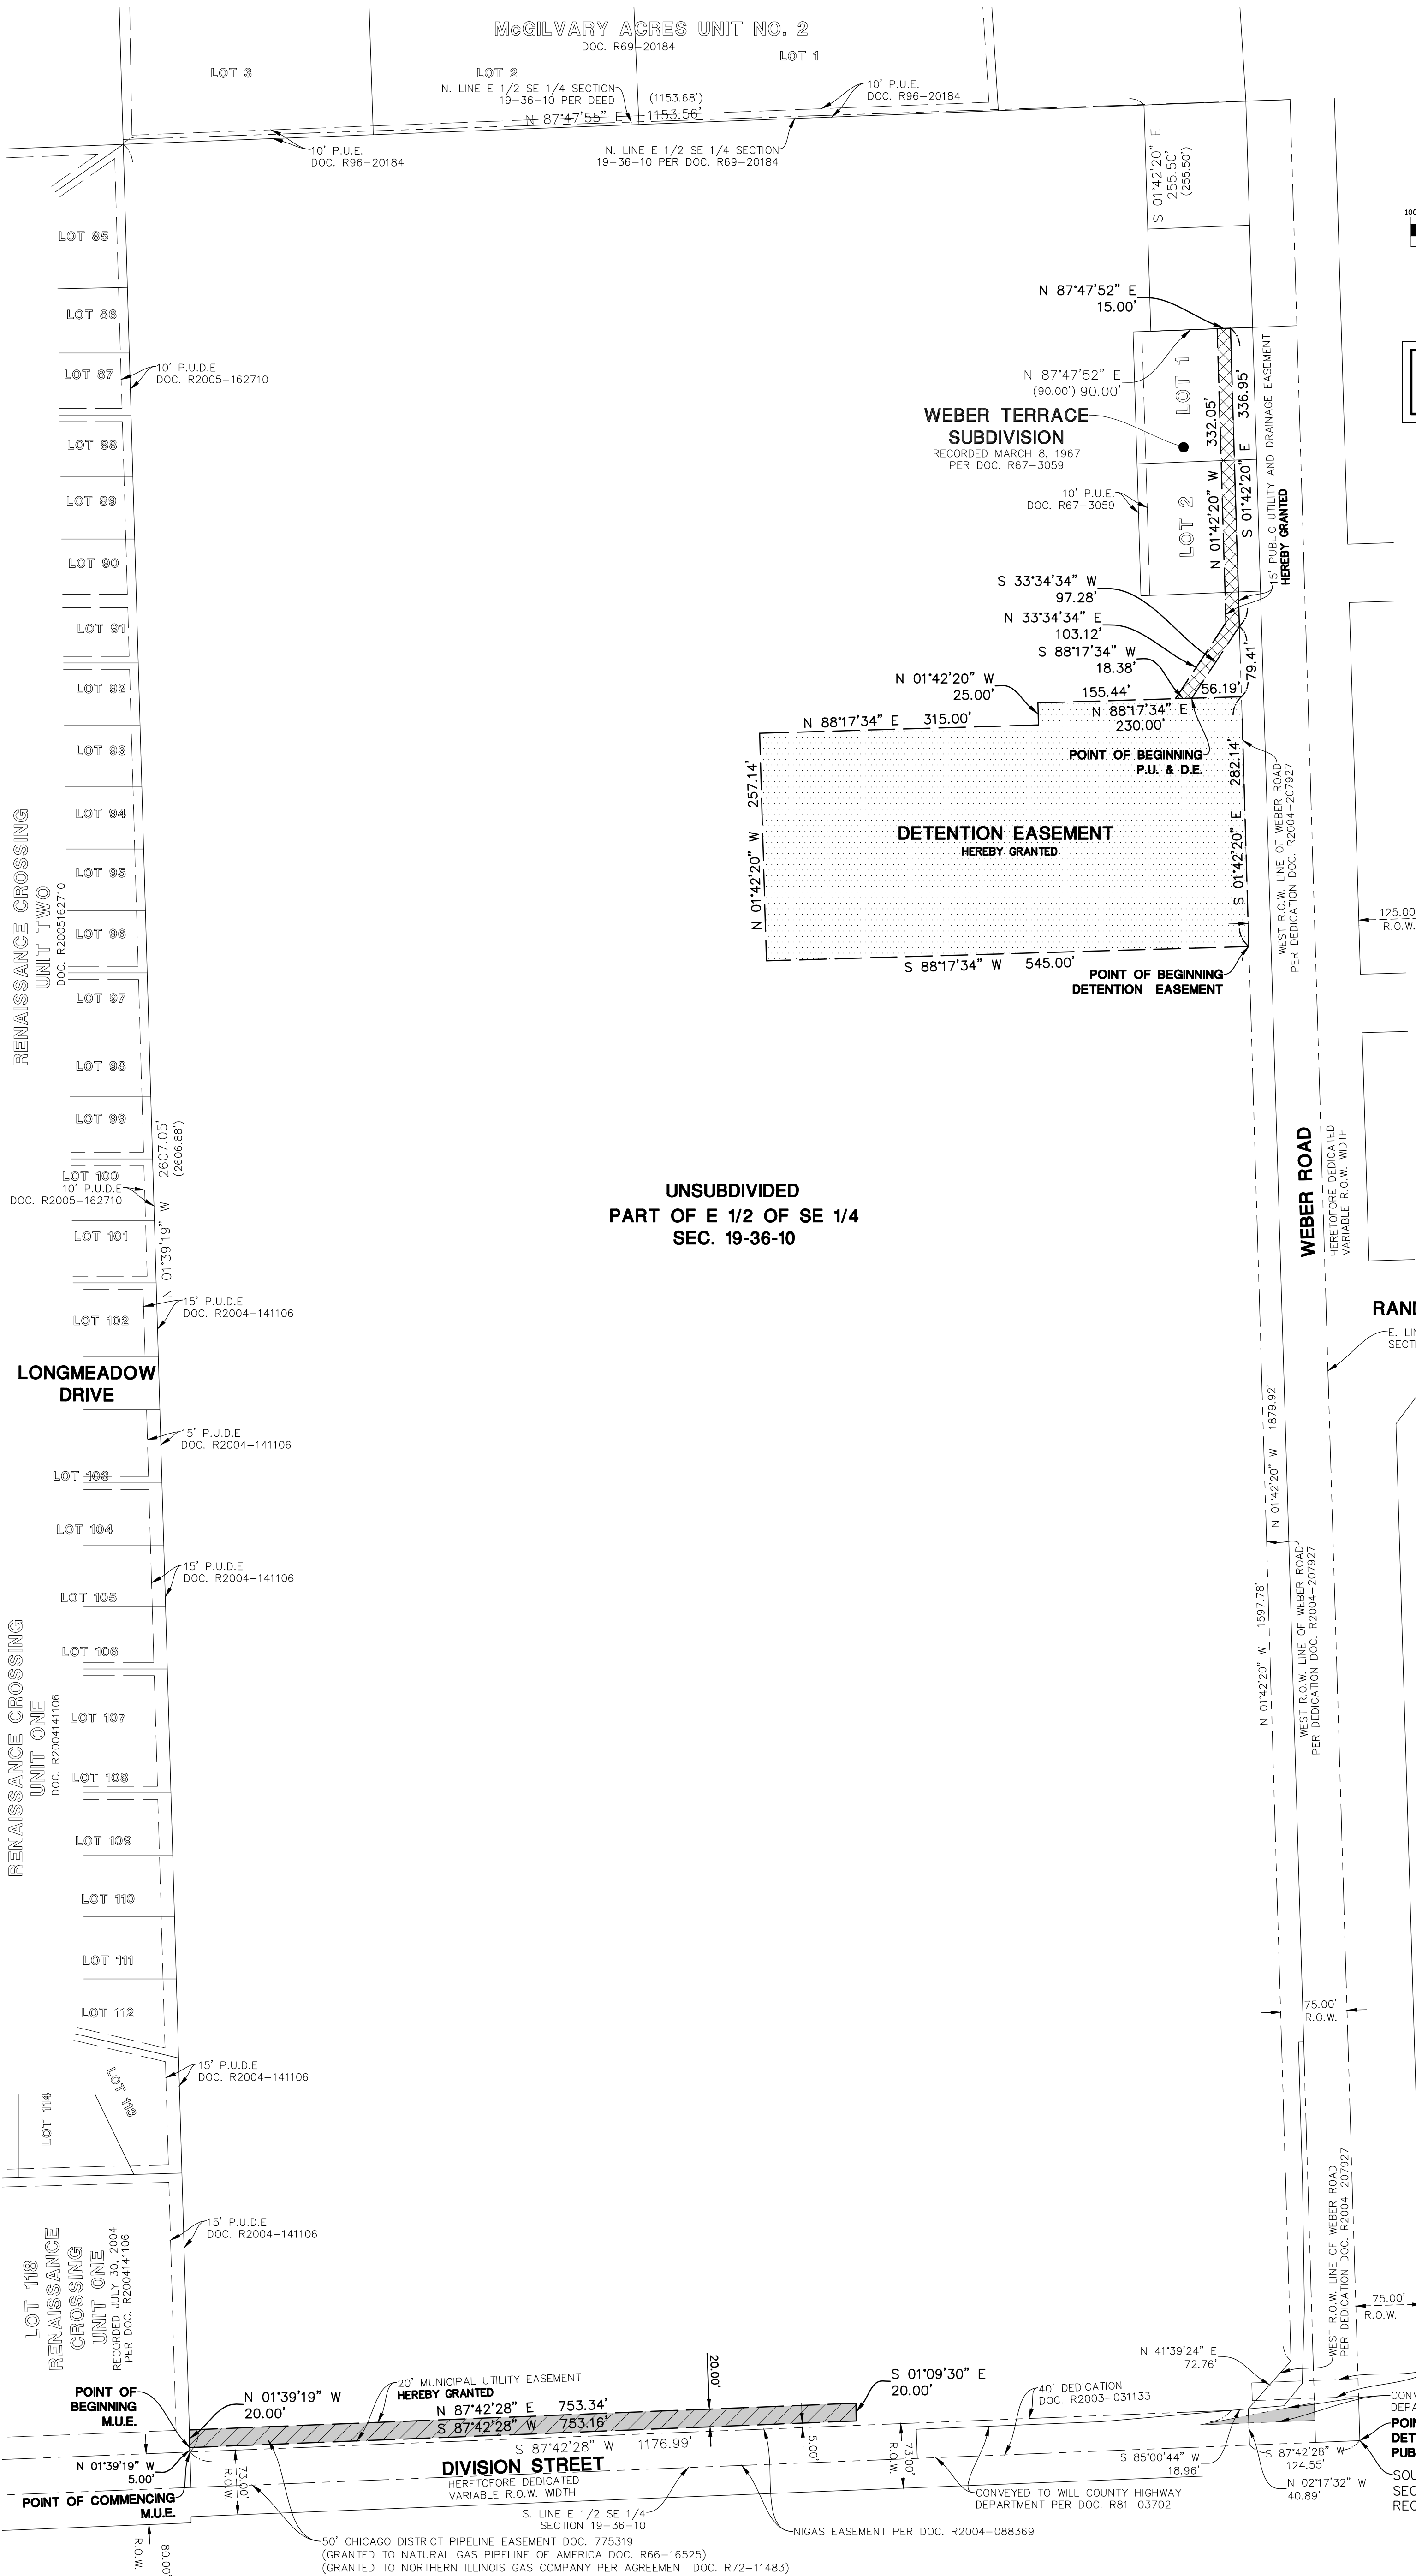 McGILVARY ACRES UNIT NO. 2
DOC. R69-20184
LOT 3
LOT 2
LOT 1
N. LINE E 1/2 SE 1/4 SECTION
19-36-10 PER DEED
(1153.68')
N 87°47'55" E 1153.56'
10' P.U.E.
DOC. R96-20184
10' P.U.E.
DOC. R96-20184
N. LINE E 1/2 SE 1/4 SECTION
19-36-10 PER DOC. R69-20184
S 01°42'20" E
255.50'
(255.50')
100
LOT 85
LOT 86
LOT 87
10' P.U.D.E
DOC. R2005-162710
LOT 88
LOT 89
LOT 90
LOT 91
LOT 92
LOT 93
LOT 94
LOT 95
LOT 96
LOT 97
LOT 98
LOT 99
LOT 100
10' P.U.D.E
DOC. R2005-162710
LOT 101
RENAISSANCE CROSSING
UNIT TWO
DOC. R2005162710
N 01°39'19" W 2607.05'
(2606.88')
N 87°47'52" E
15.00'
N 87°47'52" E
(90.00') 90.00'
WEBER TERRACE
SUBDIVISION
RECORDED MARCH 8, 1967
PER DOC. R67-3059
10' P.U.E.
DOC. R67-3059
LOT 1
LOT 2
N 01°42'20" W 332.05'
S 01°42'20" E 336.95'
15' PUBLIC UTILITY AND DRAINAGE EASEMENT
HEREBY GRANTED
S 33°34'34" W
97.28'
N 33°34'34" E
103.12'
S 88°17'34" W
18.38'
79.41'
N 01°42'20" W
25.00'
155.44'
56.19'
N 88°17'34" E 315.00'
N 88°17'34" E
230.00'
POINT OF BEGINNING
P.U. & D.E.
N 01°42'20" W 257.14'
S 01°42'20" E 282.14'
DETENTION EASEMENT
HEREBY GRANTED
S 88°17'34" W 545.00'
POINT OF BEGINNING
DETENTION EASEMENT
WEST R.O.W. LINE OF WEBER ROAD
PER DEDICATION DOC. R2004-207927
125.00
R.O.W.
UNSUBDIVIDED
PART OF E 1/2 OF SE 1/4
SEC. 19-36-10
WEBER ROAD
HERETOFORE DEDICATED
VARIABLE R.O.W. WIDTH
RAND
E. LIN
SECTI
LOT 102
15' P.U.D.E
DOC. R2004-141106
LONGMEADOW
DRIVE
15' P.U.D.E
DOC. R2004-141106
LOT 103
LOT 104
15' P.U.D.E
DOC. R2004-141106
LOT 105
LOT 106
LOT 107
LOT 108
LOT 109
LOT 110
LOT 111
LOT 112
RENAISSANCE CROSSING
UNIT ONE
DOC. R2004141106
N 01°42'20" W 1879.92'
N 01°42'20" W 1597.78'
WEST R.O.W. LINE OF WEBER ROAD
PER DEDICATION DOC. R2004-207927
75.00'
R.O.W.
15' P.U.D.E
DOC. R2004-141106
LOT 113
LOT 114
15' P.U.D.E
DOC. R2004-141106
LOT 118
RENAISSANCE
CROSSING
UNIT ONE
RECORDED JULY 30, 2004
PER DOC. R2004141106
WEST R.O.W. LINE OF WEBER ROAD
PER DEDICATION DOC. R2004-207927
75.00'
R.O.W.
N 41°39'24" E
72.76'
POINT OF
BEGINNING
M.U.E.
N 01°39'19" W
20.00'
20' MUNICIPAL UTILITY EASEMENT
HEREBY GRANTED
N 87°42'28" E 753.34'
S 87°42'28" W 753.16'
20.00'
S 01°09'30" E
20.00'
40' DEDICATION
DOC. R2003-031133
S 87°42'28" W 1176.99'
5.00'
73.00'
R.O.W.
DIVISION STREET
HERETOFORE DEDICATED
VARIABLE R.O.W. WIDTH
N 01°39'19" W
5.00'
POINT OF COMMENCING
M.U.E.
73.00'
R.O.W.
80.00'
R.O.W.
S. LINE E 1/2 SE 1/4
SECTION 19-36-10
S 85°00'44" W
18.96'
S 87°42'28" W
124.55'
N 02°17'32" W
40.89'
CONVEYED TO WILL COUNTY HIGHWAY
DEPARTMENT PER DOC. R81-03702
NIGAS EASEMENT PER DOC. R2004-088369
50' CHICAGO DISTRICT PIPELINE EASEMENT DOC. 775319
(GRANTED TO NATURAL GAS PIPELINE OF AMERICA DOC. R66-16525)
(GRANTED TO NORTHERN ILLINOIS GAS COMPANY PER AGREEMENT DOC. R72-11483)
CONV
DEPA
POIN
DET
PUB
SOU
SEC
REC